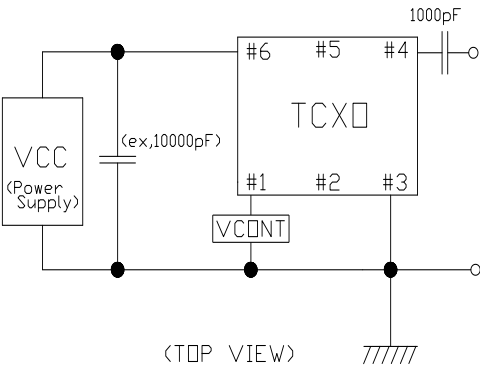 1000pF
#6 #5 #4
TCXO
(ex,10000pF)
VCC
(Power
Supply)
#1 #2 #3
VCONT
(TOP VIEW)